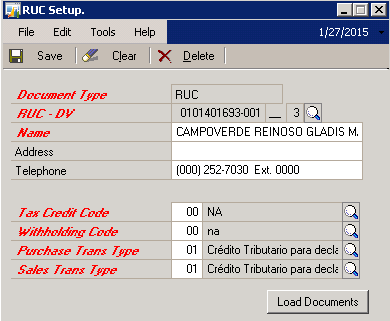 RUC Setup.
File Edit Tools Help 1/27/2015
Save Clear Delete
Document Type RUC
RUC - DV 0101401693-001 __ 3
Name CAMPOVERDE REINOSO GLADIS M.
Address
Telephone (000) 252-7030 Ext. 0000
Tax Credit Code 00 NA
Withholding Code 00 na
Purchase Trans Type 01 Crédito Tributario para decla
Sales Trans Type 01 Crédito Tributario para decla
Load Documents